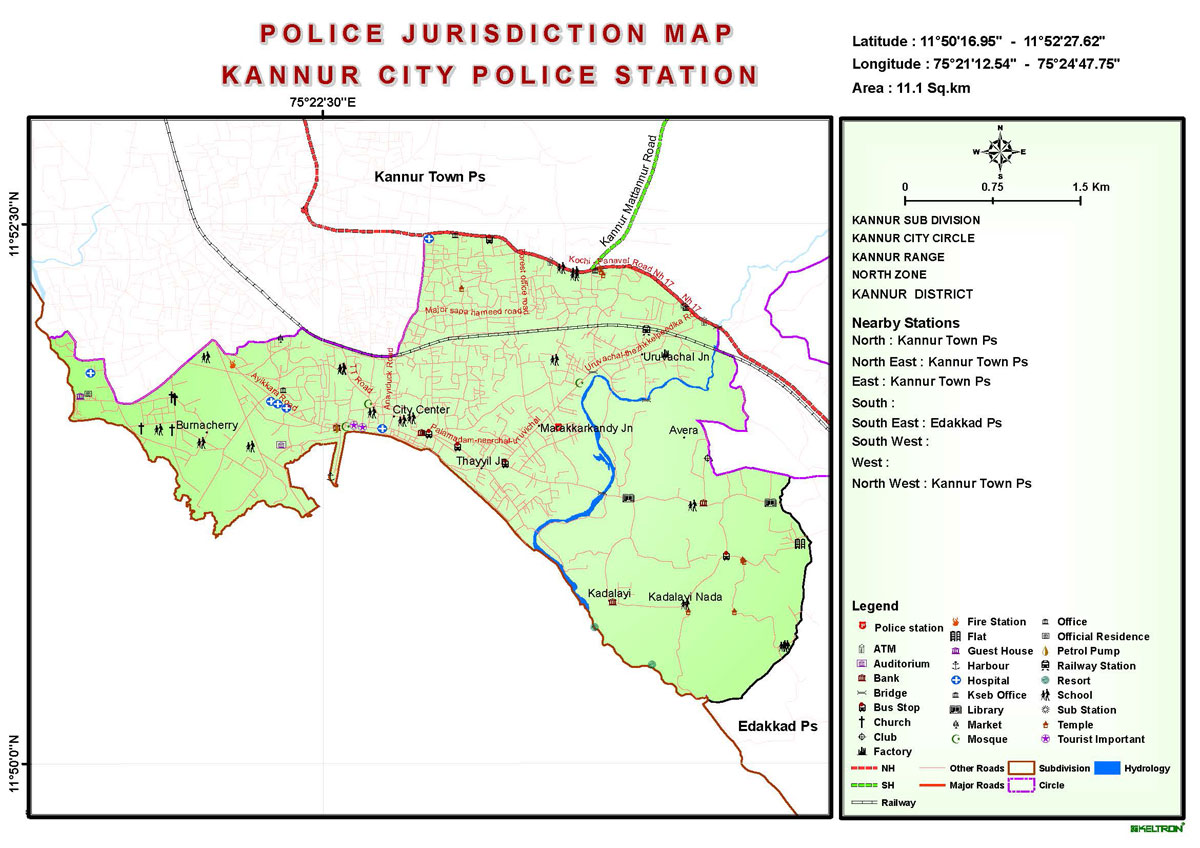 POLICE JURISDICTION MAP
KANNUR CITY POLICE STATION
Latitude : 11°50'16.95" - 11°52'27.62"
Longitude : 75°21'12.54" - 75°24'47.75"
Area : 11.1 Sq.km
75°22'30"E
11°52'30"N
11°50'0"N
Kannur Town Ps
Kannur Mattannur Road
Kochi - Panavel Road Nh 17
Nh 17
Forest office road
Major sapa hameed road
Uruvachal-thazhikkelpeedika Ro
Uruvachal Jn
Anayiduck Road
TT Road
Ayikkara Road
City Center
Burnacherry
Palamadam-neerchal-uruvichal
Marakkarkandy Jn
Avera
Thayyil Jn
Kadalayi
Kadalayi Nada
Edakkad Ps
N
W
E
S
0
0.75
1.5 Km
KANNUR SUB DIVISION
KANNUR CITY CIRCLE
KANNUR RANGE
NORTH ZONE
KANNUR DISTRICT
Nearby Stations
North : Kannur Town Ps
North East : Kannur Town Ps
East : Kannur Town Ps
South :
South East : Edakkad Ps
South West :
West :
North West : Kannur Town Ps
Legend
Police station
ATM
Auditorium
Bank
Bridge
Bus Stop
Church
Club
Factory
Fire Station
Flat
Guest House
Harbour
Hospital
Kseb Office
Library
Market
Mosque
Office
Official Residence
Petrol Pump
Railway Station
Resort
School
Sub Station
Temple
Tourist Important
NH
SH
Railway
Other Roads
Major Roads
Subdivision
Circle
Hydrology
KELTRON